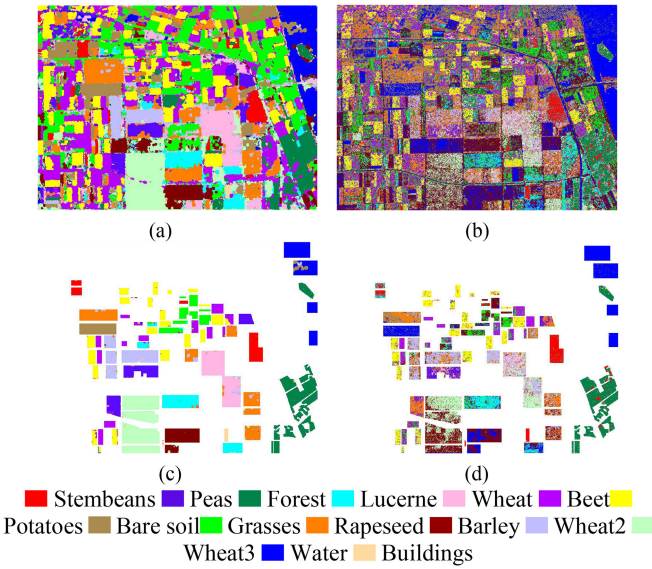 (a) (b)
(c) (d)
Stembeans Peas Forest Lucerne Wheat Beet
Potatoes Bare soil Grasses Rapeseed Barley Wheat2
Wheat3 Water Buildings